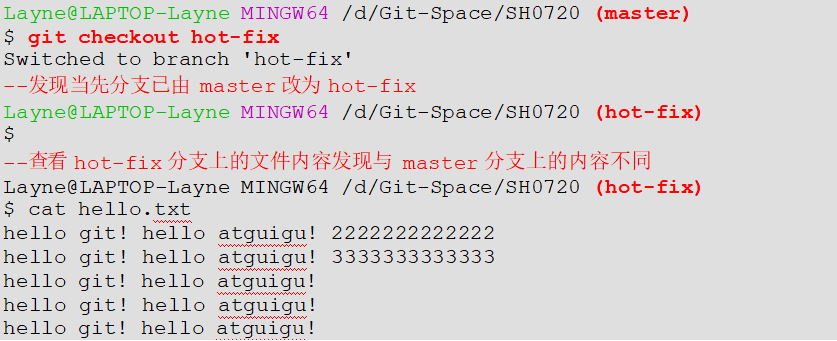 Layne@LAPTOP-Layne MINGW64 /d/Git-Space/SH0720 (master)
$ git checkout hot-fix
Switched to branch 'hot-fix'
--发现当先分支已由 master 改为 hot-fix
Layne@LAPTOP-Layne MINGW64 /d/Git-Space/SH0720 (hot-fix)
$
--查看 hot-fix 分支上的文件内容发现与 master 分支上的内容不同
Layne@LAPTOP-Layne MINGW64 /d/Git-Space/SH0720 (hot-fix)
$ cat hello.txt
hello git! hello atguigu! 2222222222222
hello git! hello atguigu! 3333333333333
hello git! hello atguigu!
hello git! hello atguigu!
hello git! hello atguigu!